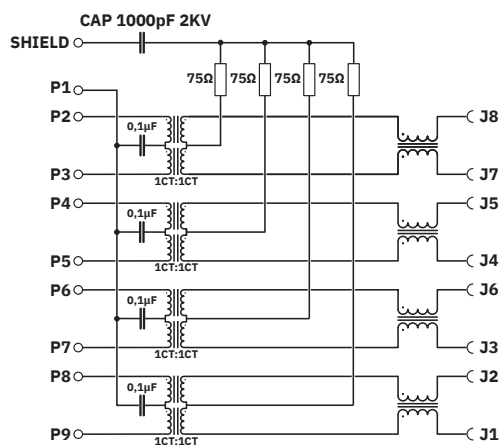 CAP 1000pF 2KV
SHIELD
75Ω 75Ω 75Ω 75Ω
P1
P2
0,1µF
J8
P3
1CT:1CT
J7
P4
0,1µF
J5
P5
1CT:1CT
J4
P6
0,1µF
J6
P7
1CT:1CT
J3
P8
0,1µF
J2
P9
1CT:1CT
J1